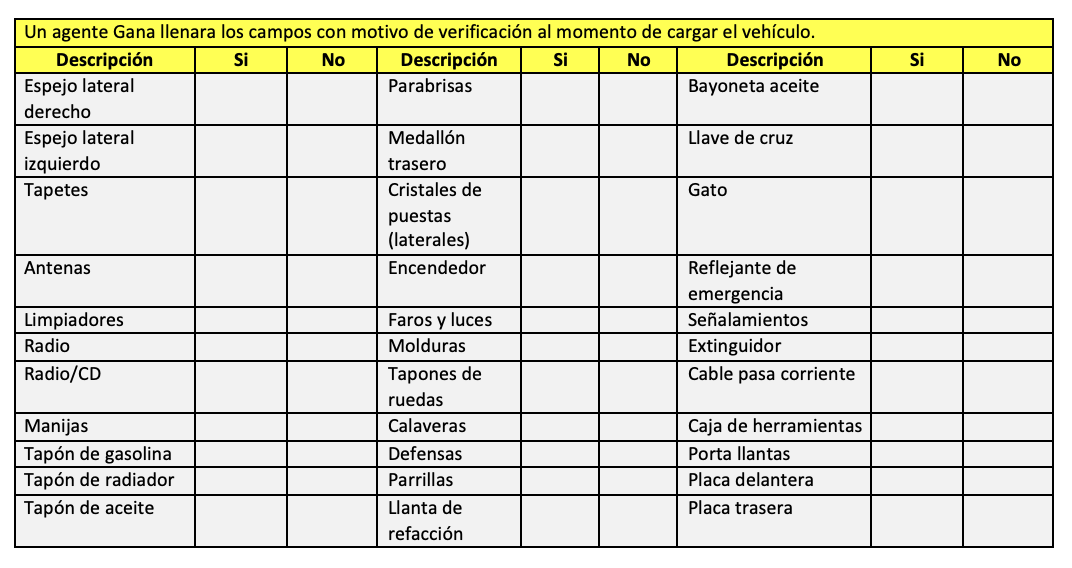 Un agente Gana llenara los campos con motivo de verificación al momento de cargar el vehículo.
Descripción Si No Descripción Si No Descripción Si No
Espejo lateral
derecho
Parabrisas
Bayoneta aceite
Espejo lateral
izquierdo
Medallón
trasero
Llave de cruz
Tapetes
Cristales de
puestas
(laterales)
Gato
Antenas
Encendedor
Reflejante de
emergencia
Limpiadores
Faros y luces
Señalamientos
Radio
Molduras
Extinguidor
Radio/CD
Tapones de
ruedas
Cable pasa corriente
Manijas
Calaveras
Caja de herramientas
Tapón de gasolina
Defensas
Porta llantas
Tapón de radiador
Parrillas
Placa delantera
Tapón de aceite
Llanta de
refacción
Placa trasera